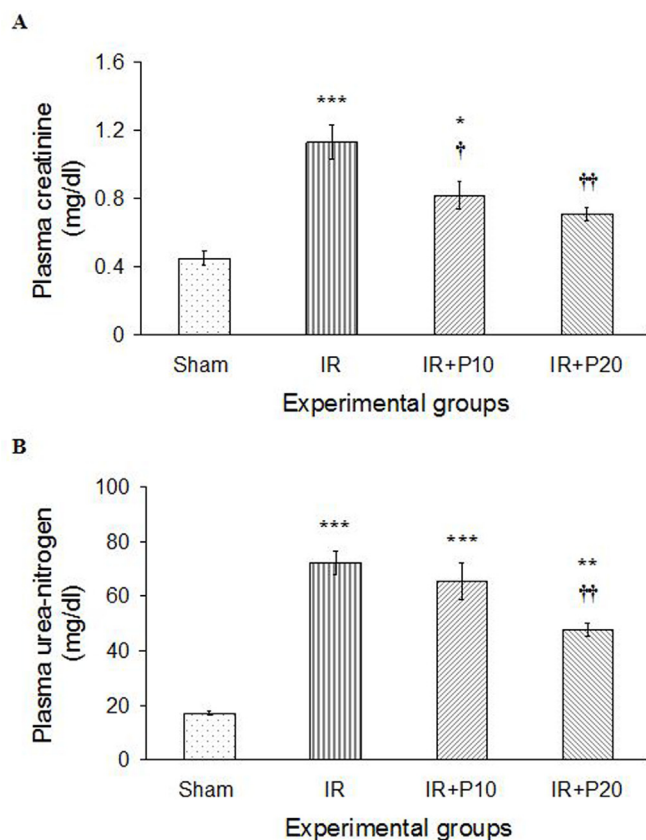 A
Plasma creatinine
(mg/dl)
1.6
1.2
0.8
0.4
0
***
*
†
††
Sham IR IR+P10 IR+P20
Experimental groups
B
Plasma urea-nitrogen
(mg/dl)
100
80
60
40
20
0
***
***
**
††
Sham IR IR+P10 IR+P20
Experimental groups